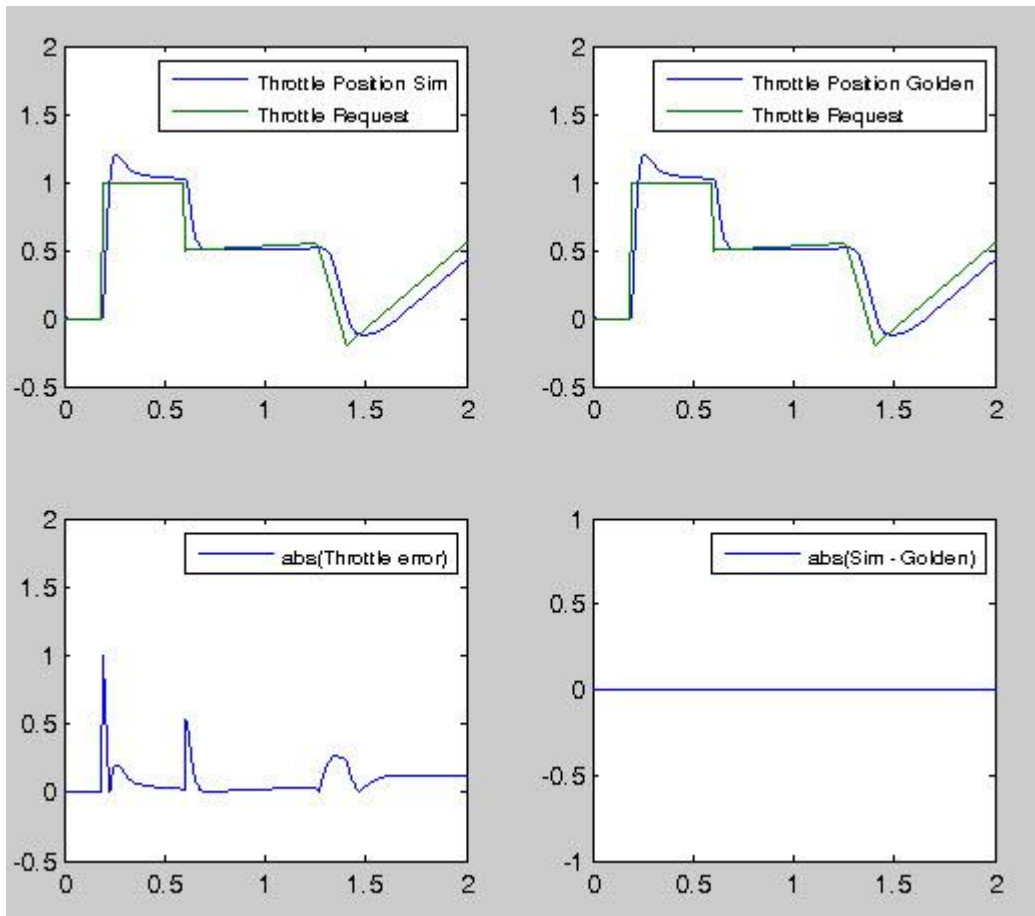 2
1.5
1
0.5
0
-0.5
0 0.5 1 1.5 2
Throttle Position Sim
Throttle Request
2
1.5
1
0.5
0
-0.5
0 0.5 1 1.5 2
Throttle Position Golden
Throttle Request
2
1.5
1
0.5
0
-0.5
0 0.5 1 1.5 2
abs(Throttle error)
1
0.5
0
-0.5
-1
0 0.5 1 1.5 2
abs(Sim - Golden)